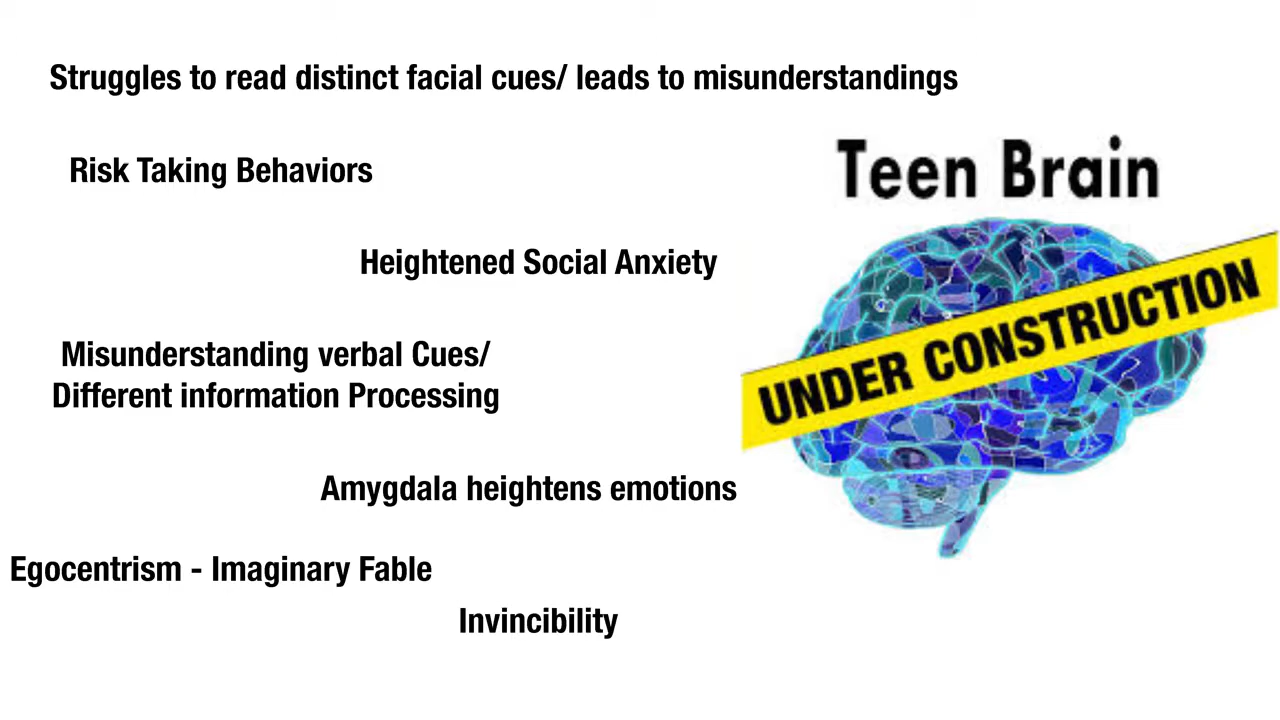 Struggles to read distinct facial cues/ leads to misunderstandings
Risk Taking Behaviors
Teen Brain
Heightened Social Anxiety
UNDER CONSTRUCTION
Misunderstanding verbal Cues/
Different information Processing
Amygdala heightens emotions
Egocentrism - Imaginary Fable
Invincibility